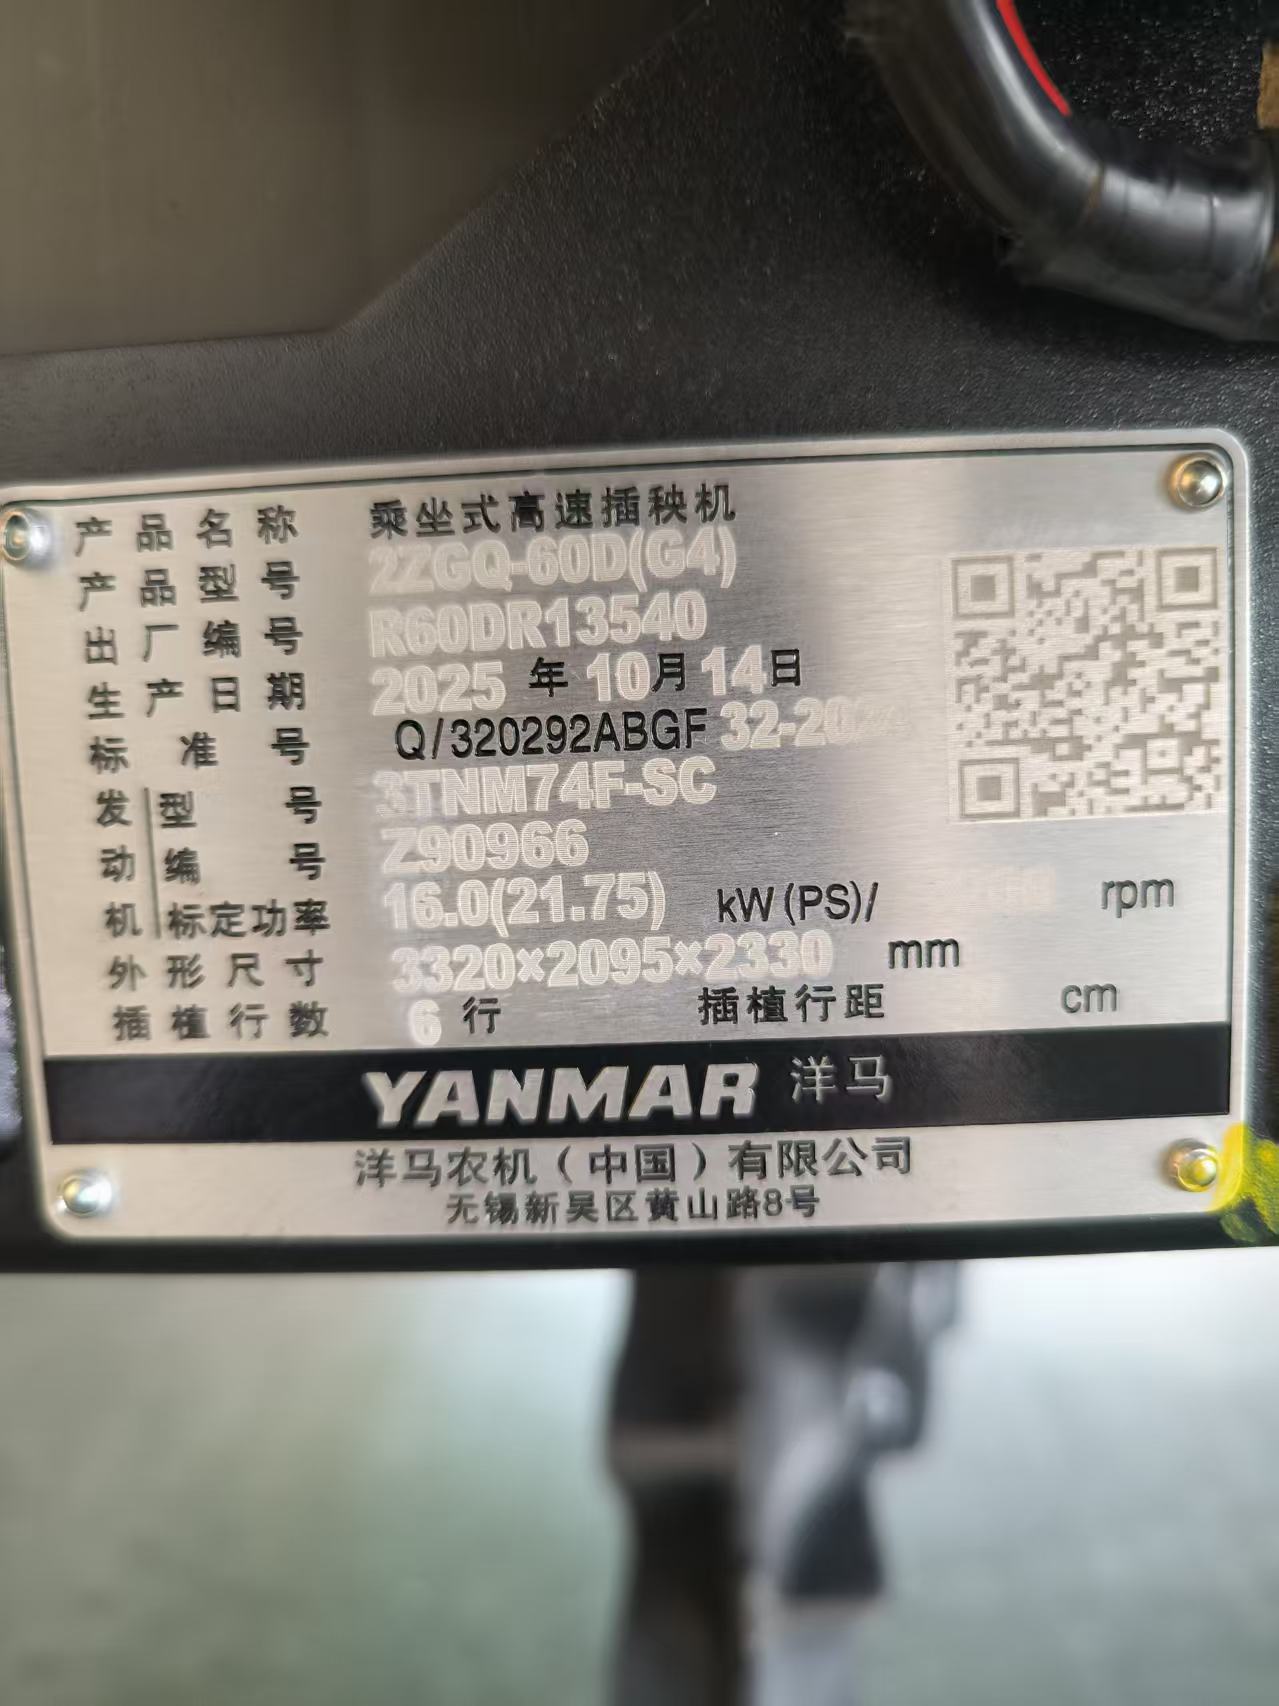 产品名称 乘坐式高速插秧机
产品型号 2ZGQ-60D(G4)
出厂编号 R60DR13540
生产日期 2025 年 10 月 14 日
标准号 Q/320292ABGF 32-20
发动机 型号 3TNM74F-SC
编号 Z90966
标定功率 16.0(21.75) kW(PS)/ rpm
外形尺寸 3320×2095×2330 mm
插植行数 6 行 插植行距 cm
YANMAR 洋马
洋马农机（中国）有限公司
无锡新吴区黄山路8号